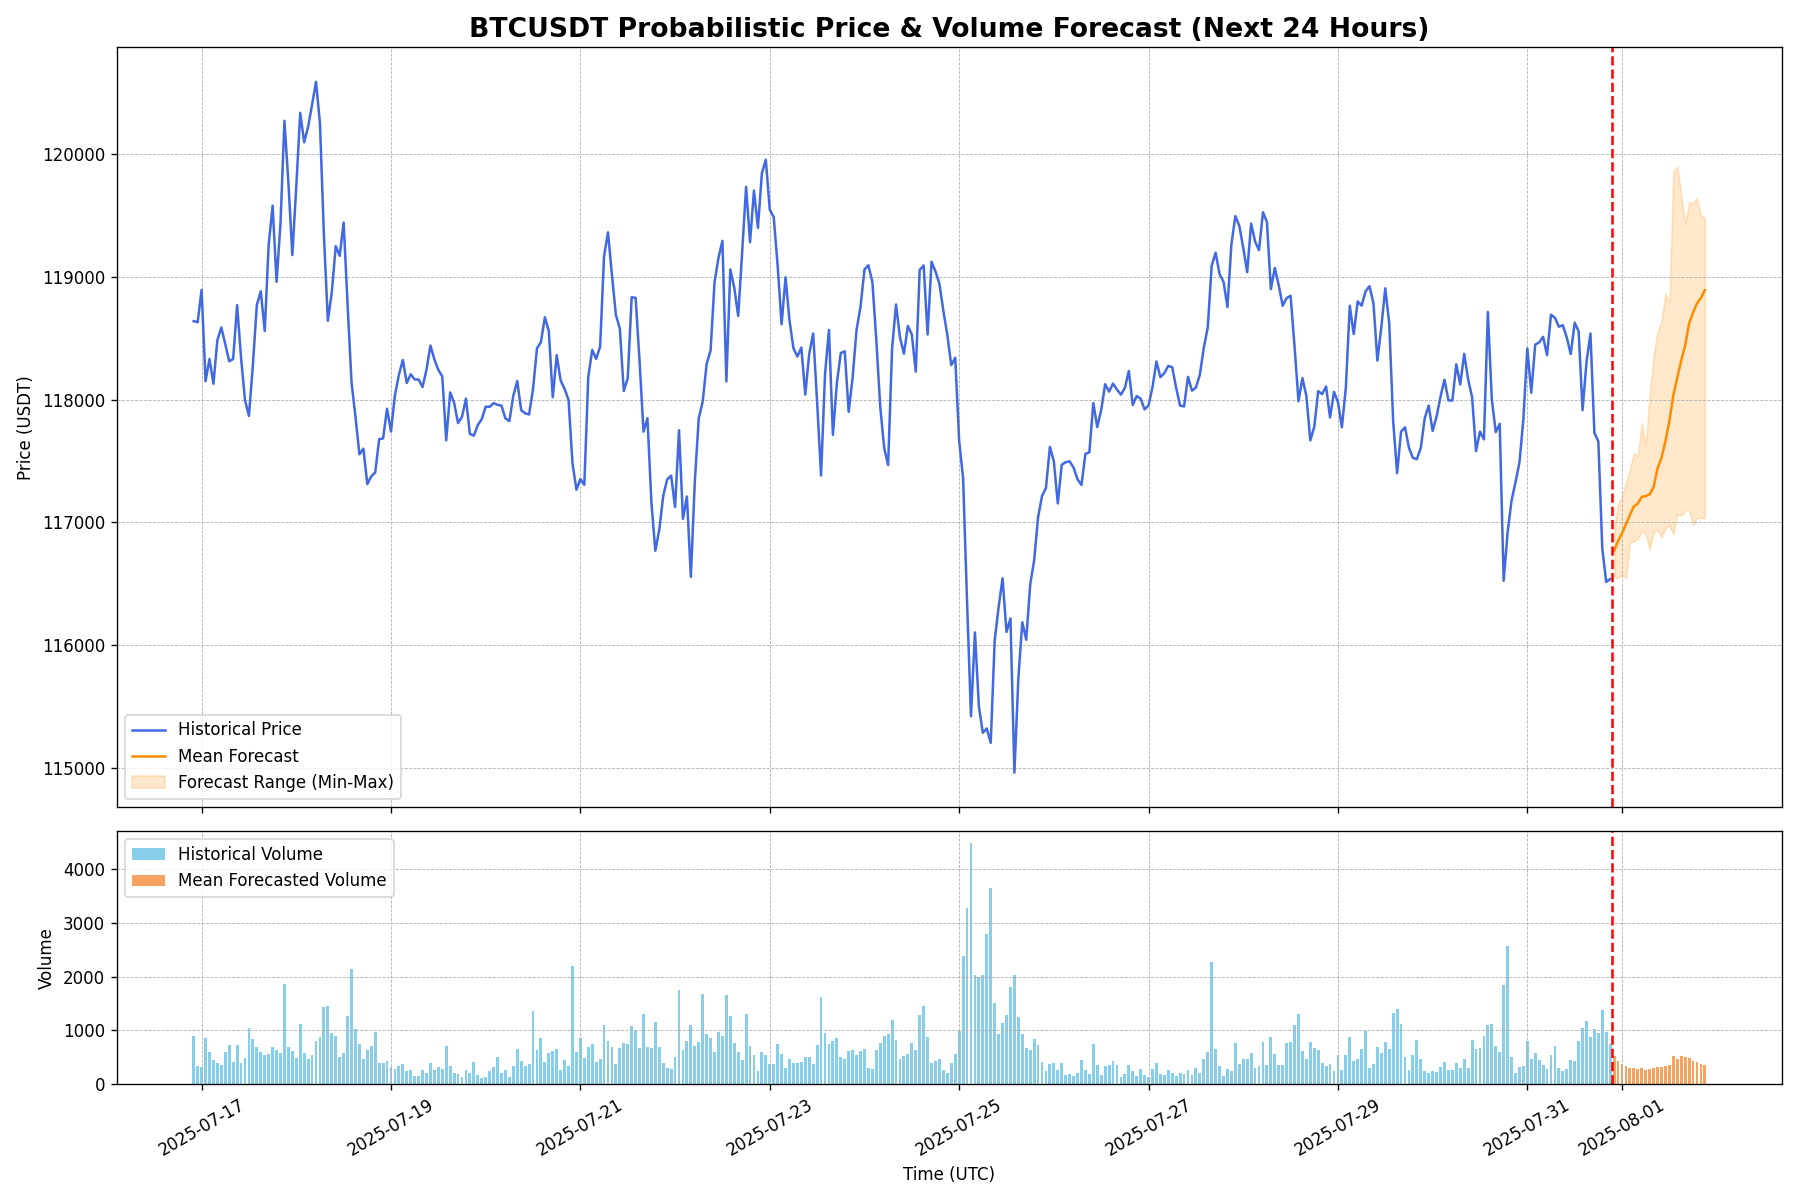 BTCUSDT Probabilistic Price & Volume Forecast (Next 24 Hours)
Price (USDT)
120000
119000
118000
117000
116000
115000
Historical Price
Mean Forecast
Forecast Range (Min-Max)
Volume
4000
3000
2000
1000
0
Historical Volume
Mean Forecasted Volume
2025-07-17
2025-07-19
2025-07-21
2025-07-23
2025-07-25
2025-07-27
2025-07-29
2025-07-31
2025-08-01
Time (UTC)